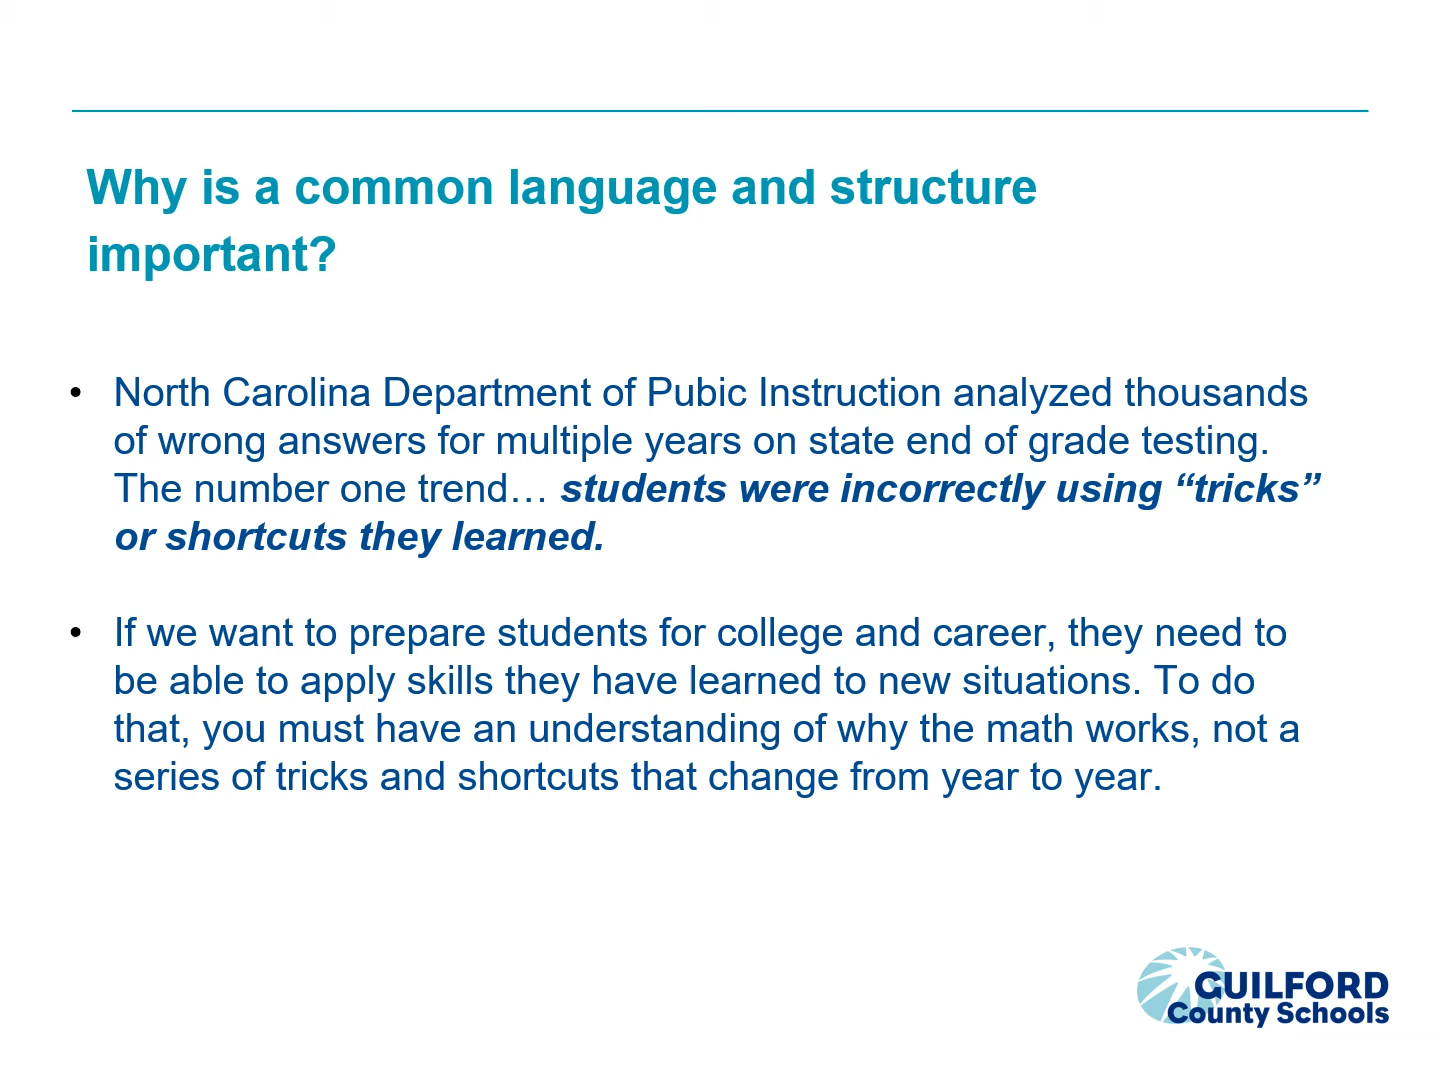 Why is a common language and structure
important?
• North Carolina Department of Pubic Instruction analyzed thousands
of wrong answers for multiple years on state end of grade testing.
The number one trend… students were incorrectly using “tricks”
or shortcuts they learned.
• If we want to prepare students for college and career, they need to
be able to apply skills they have learned to new situations. To do
that, you must have an understanding of why the math works, not a
series of tricks and shortcuts that change from year to year.
GUILFORD
County Schools